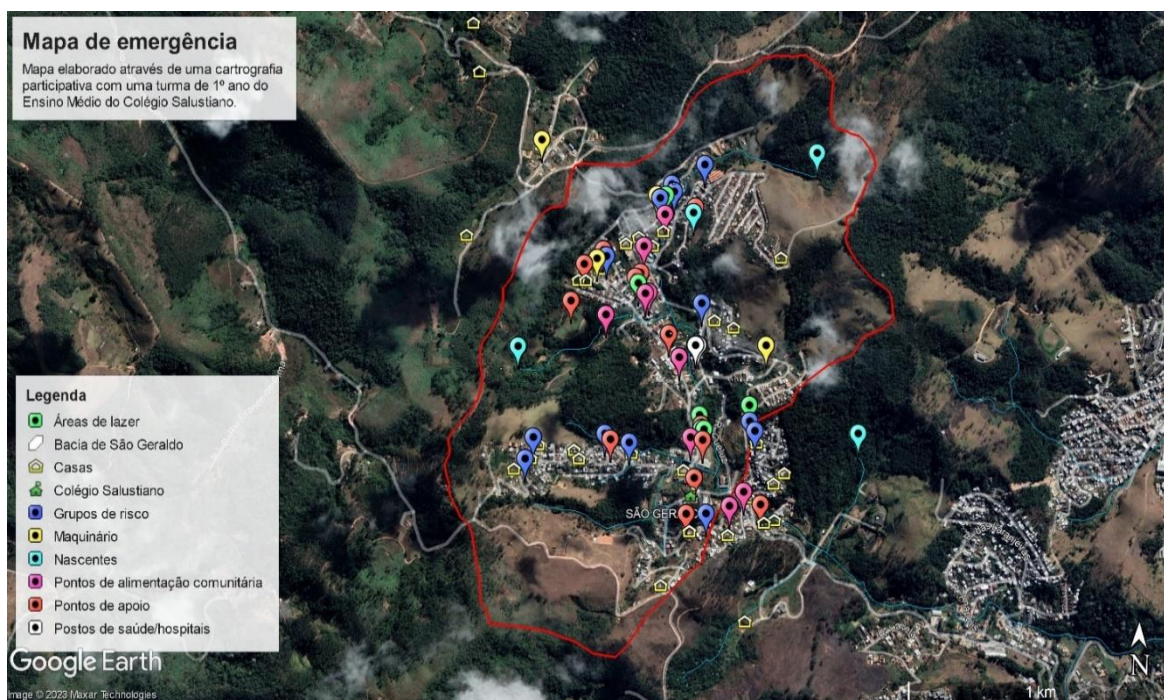 Mapa de emergência
Mapa elaborado através de uma cartografia
participativa com uma turma de 1º ano do
Ensino Médio do Colégio Salustiano.
SÃO GER
Legenda
Áreas de lazer
Bacia de São Geraldo
Casas
Colégio Salustiano
Grupos de risco
Maquinário
Nascentes
Pontos de alimentação comunitária
Pontos de apoio
Postos de saúde/hospitais
Google Earth
Image © 2023 Maxar Technologies
N
1 km